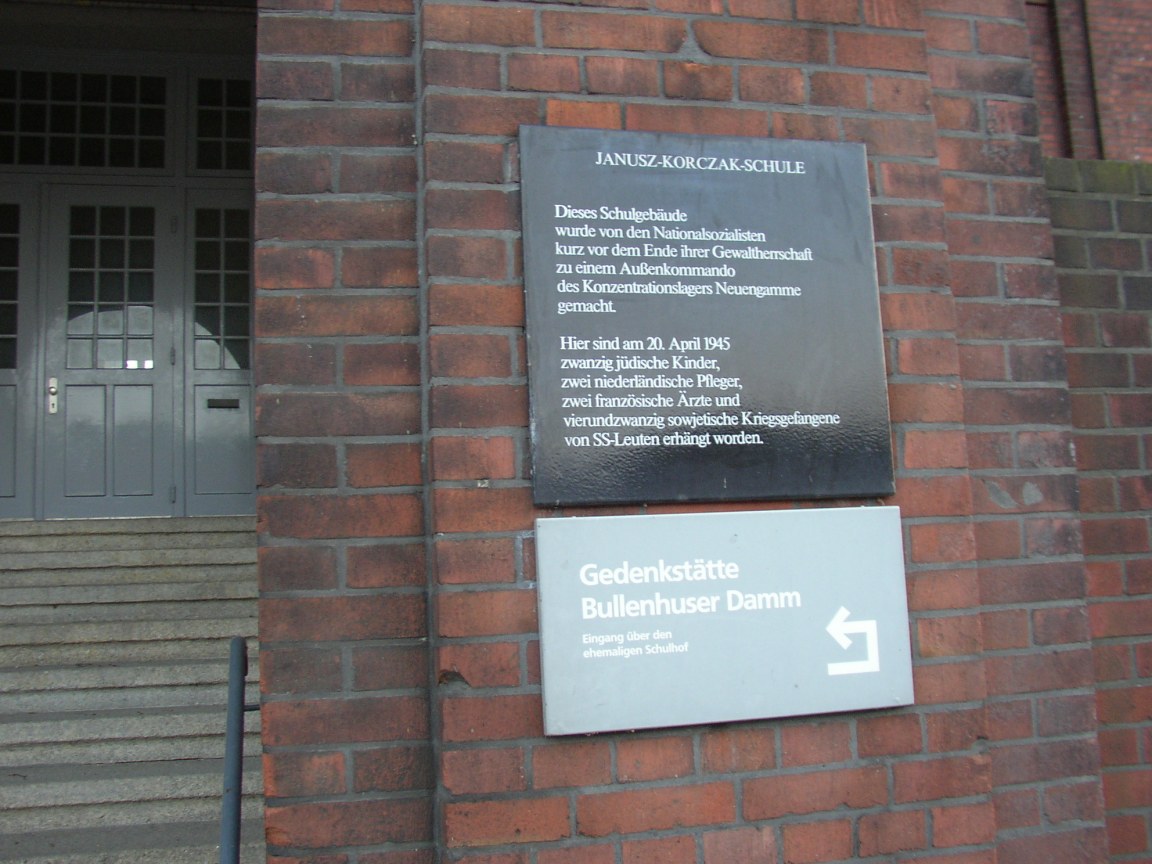 JANUSZ-KORCZAK-SCHULE
Dieses Schulgebäude
wurde von den Nationalsozialisten
kurz vor dem Ende ihrer Gewaltherrschaft
zu einem Außenkommando
des Konzentrationslagers Neuengamme
gemacht.
Hier sind am 20. April 1945
zwanzig jüdische Kinder,
zwei niederländische Pfleger,
zwei französische Ärzte und
vierundzwanzig sowjetische Kriegsgefangene
von SS-Leuten erhängt worden.
Gedenkstätte
Bullenhuser Damm
Eingang über den
ehemaligen Schulhof